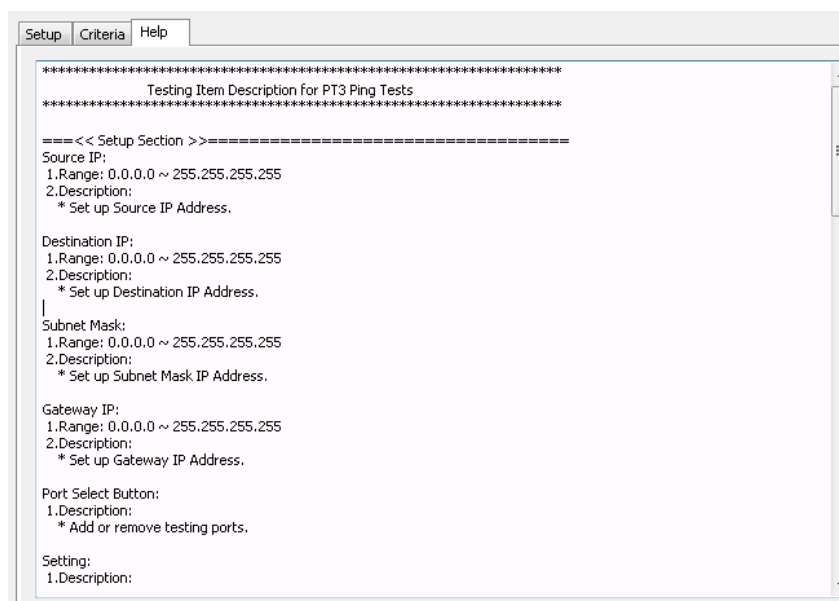 Setup Criteria Help
*******************************************************************
Testing Item Description for PT3 Ping Tests
*******************************************************************
===<< Setup Section >>===================================
Source IP:
1.Range: 0.0.0.0 ~ 255.255.255.255
2.Description:
* Set up Source IP Address.
Destination IP:
1.Range: 0.0.0.0 ~ 255.255.255.255
2.Description:
* Set up Destination IP Address.
Subnet Mask:
1.Range: 0.0.0.0 ~ 255.255.255.255
2.Description:
* Set up Subnet Mask IP Address.
Gateway IP:
1.Range: 0.0.0.0 ~ 255.255.255.255
2.Description:
* Set up Gateway IP Address.
Port Select Button:
1.Description:
* Add or remove testing ports.
Setting:
1.Description: